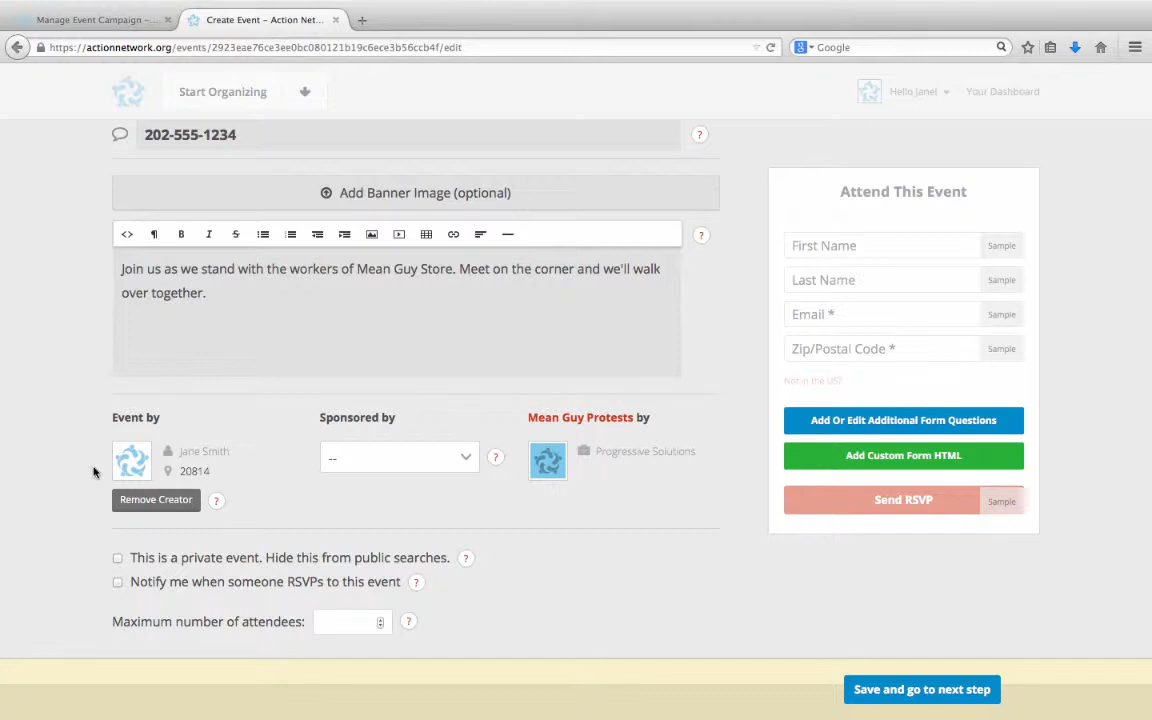 Manage Event Campaign -...
Create Event – Action Net...
https://actionnetwork.org/events/2923eae76ce3ee0bc080121b19c6ece3b56ccb4f/edit
Google
Start Organizing
Hello Janel
Your Dashboard
202-555-1234
?
Add Banner Image (optional)
?
Join us as we stand with the workers of Mean Guy Store. Meet on the corner and we'll walk
over together.
Event by
Jane Smith
20814
Remove Creator
?
Sponsored by
--
?
Mean Guy Protests by
Progressive Solutions
This is a private event. Hide this from public searches.
?
Notify me when someone RSVPs to this event
?
Maximum number of attendees:
?
Attend This Event
First Name
Sample
Last Name
Sample
Email *
Sample
Zip/Postal Code *
Sample
Not in the US?
Add Or Edit Additional Form Questions
Add Custom Form HTML
Send RSVP
Sample
Save and go to next step